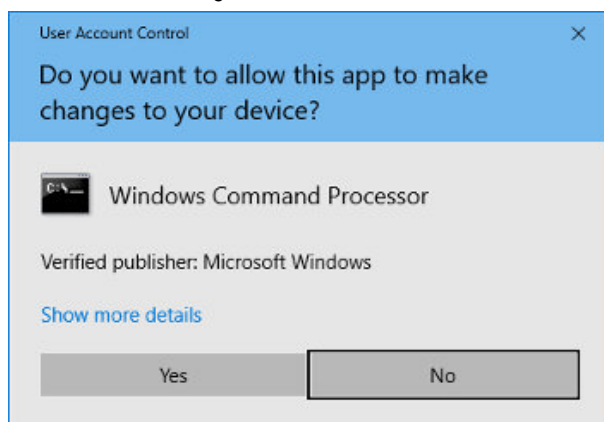 User Account Control
Do you want to allow this app to make
changes to your device?
C:\_
Windows Command Processor
Verified publisher: Microsoft Windows
Show more details
Yes
No